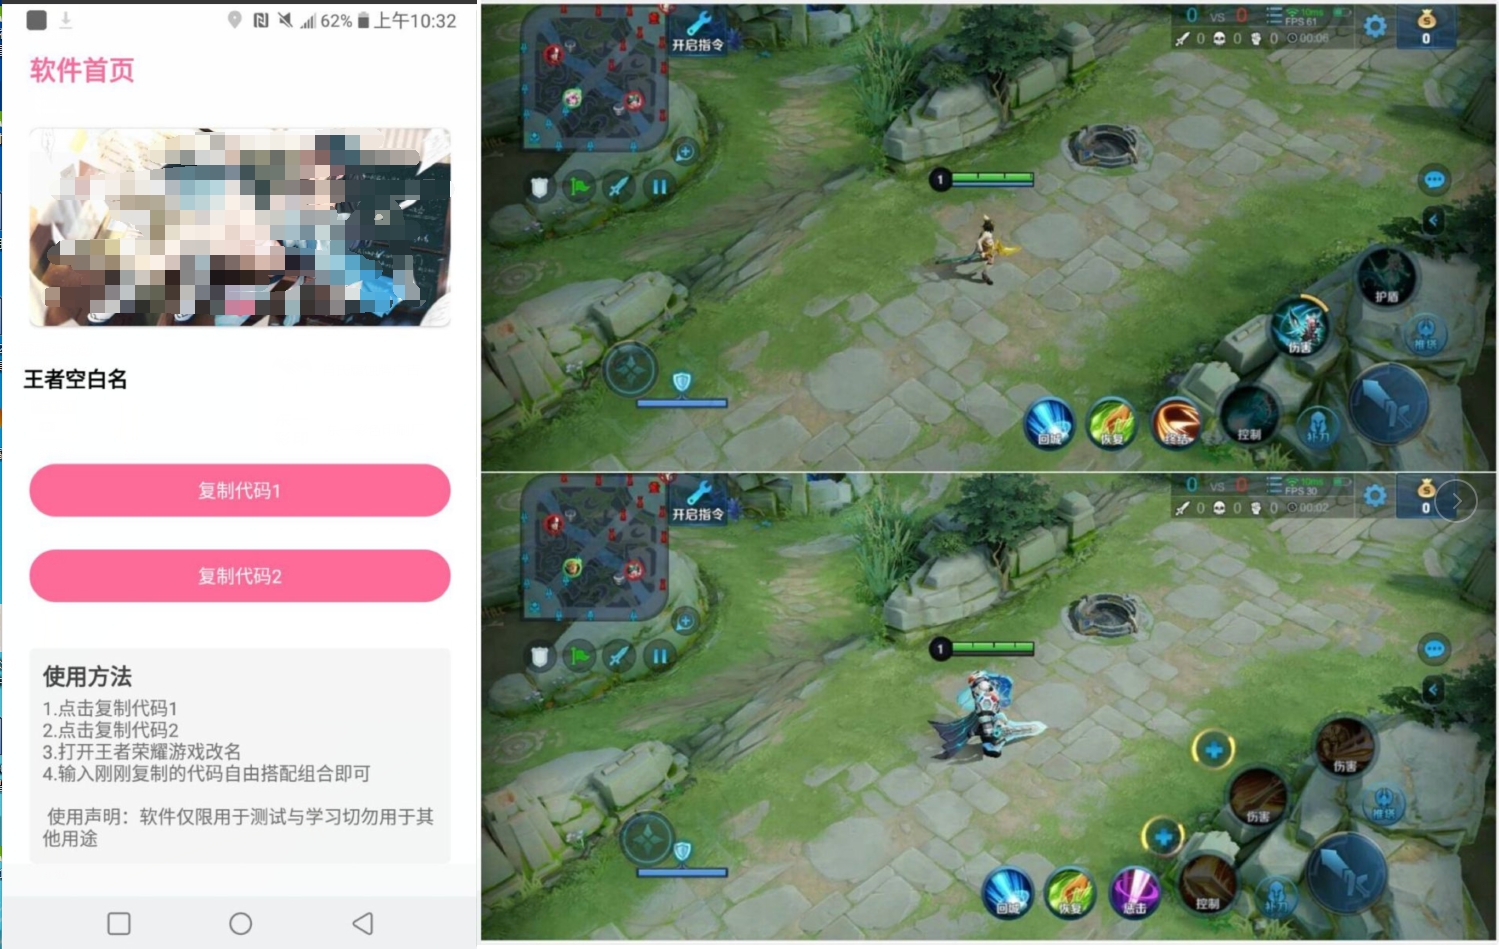 62% 上午10:32
软件首页
王者空白名
复制代码1
复制代码2
使用方法
1.点击复制代码1
2.点击复制代码2
3.打开王者荣耀游戏改名
4.输入刚刚复制的代码自由搭配组合即可
使用声明：软件仅限用于测试与学习切勿用于其
他用途
开启指令
0 VS 0
10ms
FPS 61
0 0 0 00:06
0
1
护盾
伤害
推塔
回城
恢复
终结
控制
补刀
开启指令
0 VS 0
10ms
FPS 30
0 0 0 00:02
0
1
伤害
伤害
推塔
回城
恢复
惩击
控制
补刀